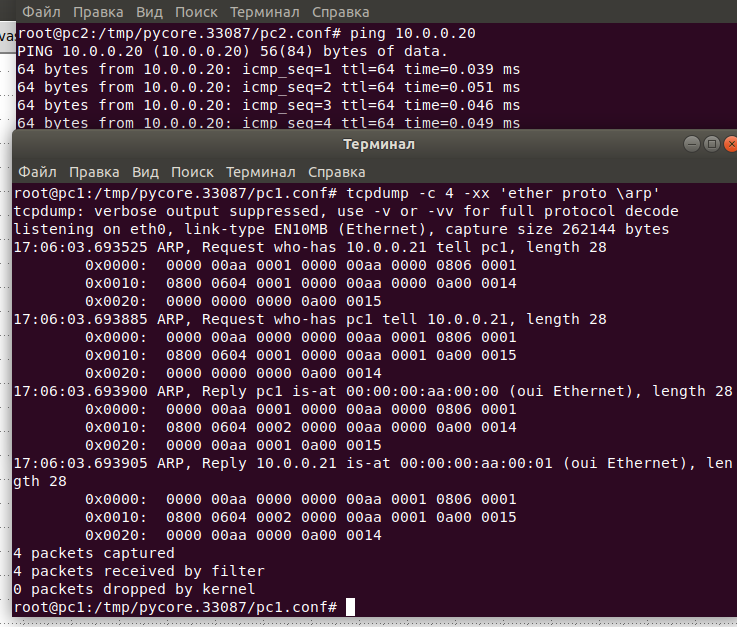 Файл Правка Вид Поиск Терминал Справка
root@pc2:/tmp/pycore.33087/pc2.conf# ping 10.0.0.20
PING 10.0.0.20 (10.0.0.20) 56(84) bytes of data.
64 bytes from 10.0.0.20: icmp_seq=1 ttl=64 time=0.039 ms
64 bytes from 10.0.0.20: icmp_seq=2 ttl=64 time=0.051 ms
64 bytes from 10.0.0.20: icmp_seq=3 ttl=64 time=0.046 ms
64 bytes from 10.0.0.20: icmp_seq=4 ttl=64 time=0.049 ms
Терминал
Файл Правка Вид Поиск Терминал Справка
root@pc1:/tmp/pycore.33087/pc1.conf# tcpdump -c 4 -xx 'ether proto \arp'
tcpdump: verbose output suppressed, use -v or -vv for full protocol decode
listening on eth0, link-type EN10MB (Ethernet), capture size 262144 bytes
17:06:03.693525 ARP, Request who-has 10.0.0.21 tell pc1, length 28
0x0000:  0000 00aa 0001 0000 00aa 0000 0806 0001
0x0010:  0800 0604 0001 0000 00aa 0000 0a00 0014
0x0020:  0000 0000 0000 0a00 0015
17:06:03.693885 ARP, Request who-has pc1 tell 10.0.0.21, length 28
0x0000:  0000 00aa 0000 0000 00aa 0001 0806 0001
0x0010:  0800 0604 0001 0000 00aa 0001 0a00 0015
0x0020:  0000 0000 0000 0a00 0014
17:06:03.693900 ARP, Reply pc1 is-at 00:00:00:aa:00:00 (oui Ethernet), length 28
0x0000:  0000 00aa 0001 0000 00aa 0000 0806 0001
0x0010:  0800 0604 0002 0000 00aa 0000 0a00 0014
0x0020:  0000 00aa 0001 0a00 0015
17:06:03.693905 ARP, Reply 10.0.0.21 is-at 00:00:00:aa:00:01 (oui Ethernet), len
gth 28
0x0000:  0000 00aa 0000 0000 00aa 0001 0806 0001
0x0010:  0800 0604 0002 0000 00aa 0001 0a00 0015
0x0020:  0000 00aa 0000 0a00 0014
4 packets captured
4 packets received by filter
0 packets dropped by kernel
root@pc1:/tmp/pycore.33087/pc1.conf#